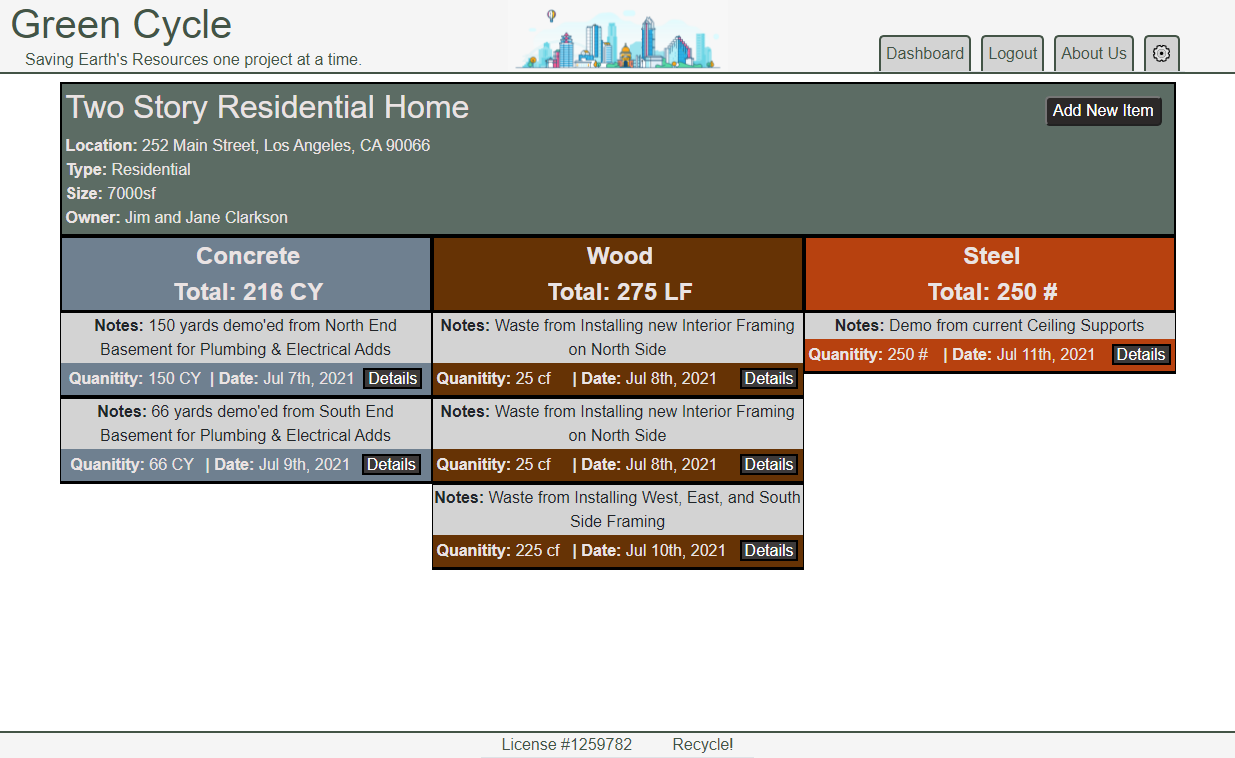 Green Cycle
Saving Earth's Resources one project at a time.
Dashboard
Logout
About Us
Two Story Residential Home
Add New Item
Location: 252 Main Street, Los Angeles, CA 90066
Type: Residential
Size: 7000sf
Owner: Jim and Jane Clarkson
Concrete
Total: 216 CY
Notes: 150 yards demo'ed from North End
Basement for Plumbing & Electrical Adds
Quanitity: 150 CY | Date: Jul 7th, 2021 Details
Notes: 66 yards demo'ed from South End
Basement for Plumbing & Electrical Adds
Quanitity: 66 CY | Date: Jul 9th, 2021 Details
Wood
Total: 275 LF
Notes: Waste from Installing new Interior Framing
on North Side
Quanitity: 25 cf | Date: Jul 8th, 2021 Details
Notes: Waste from Installing new Interior Framing
on North Side
Quanitity: 25 cf | Date: Jul 8th, 2021 Details
Notes: Waste from Installing West, East, and South
Side Framing
Quanitity: 225 cf | Date: Jul 10th, 2021 Details
Steel
Total: 250 #
Notes: Demo from current Ceiling Supports
Quanitity: 250 # | Date: Jul 11th, 2021 Details
License #1259782 Recycle!